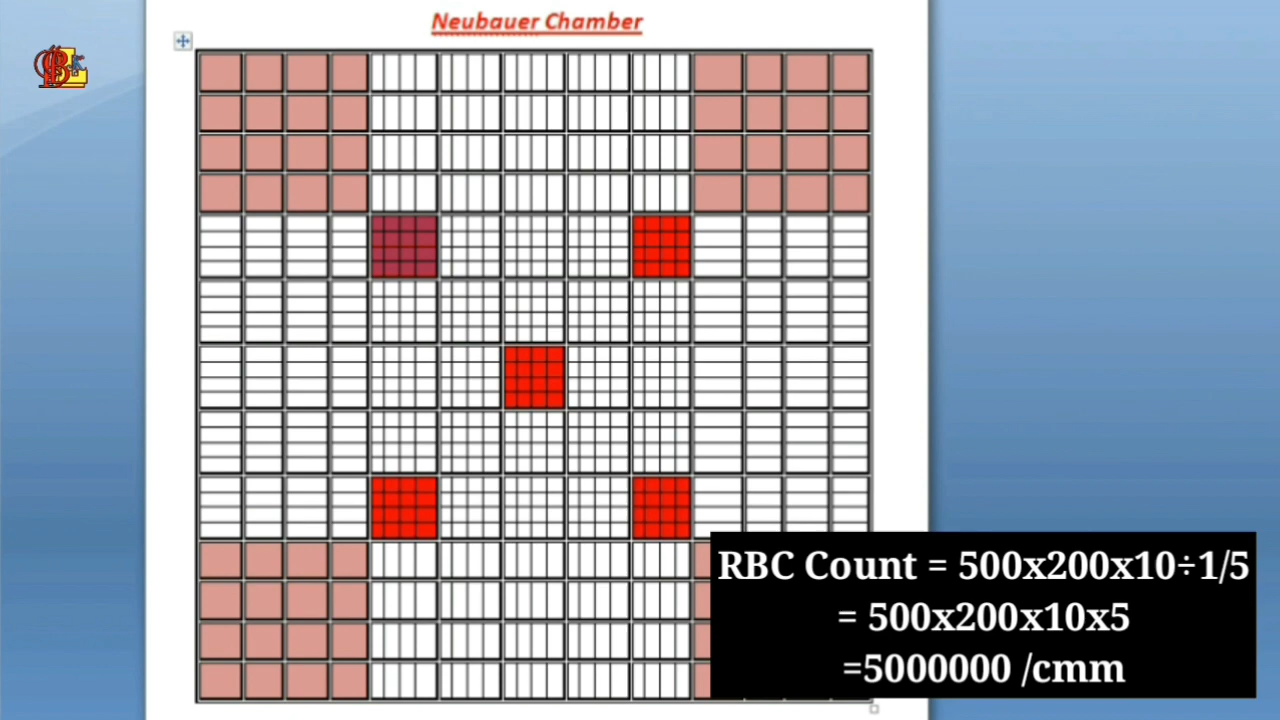 Neubauer Chamber
RBC Count = 500x200x10÷1/5
= 500x200x10x5
=5000000 /cmm